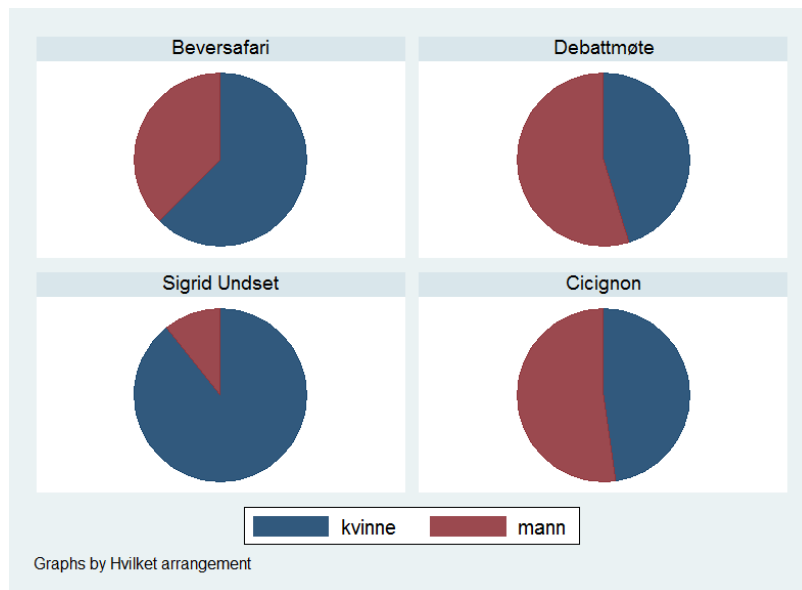 Beversafari
Debattmøte
Sigrid Undset
Cicignon
kvinne
mann
Graphs by Hvilket arrangement